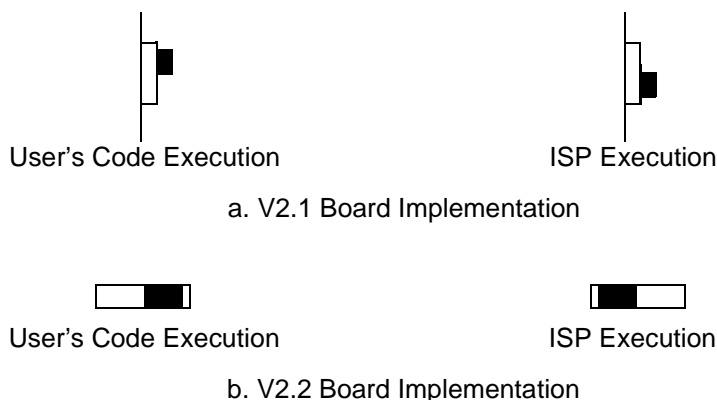 User's Code Execution
ISP Execution
a. V2.1 Board Implementation
User's Code Execution
ISP Execution
b. V2.2 Board Implementation